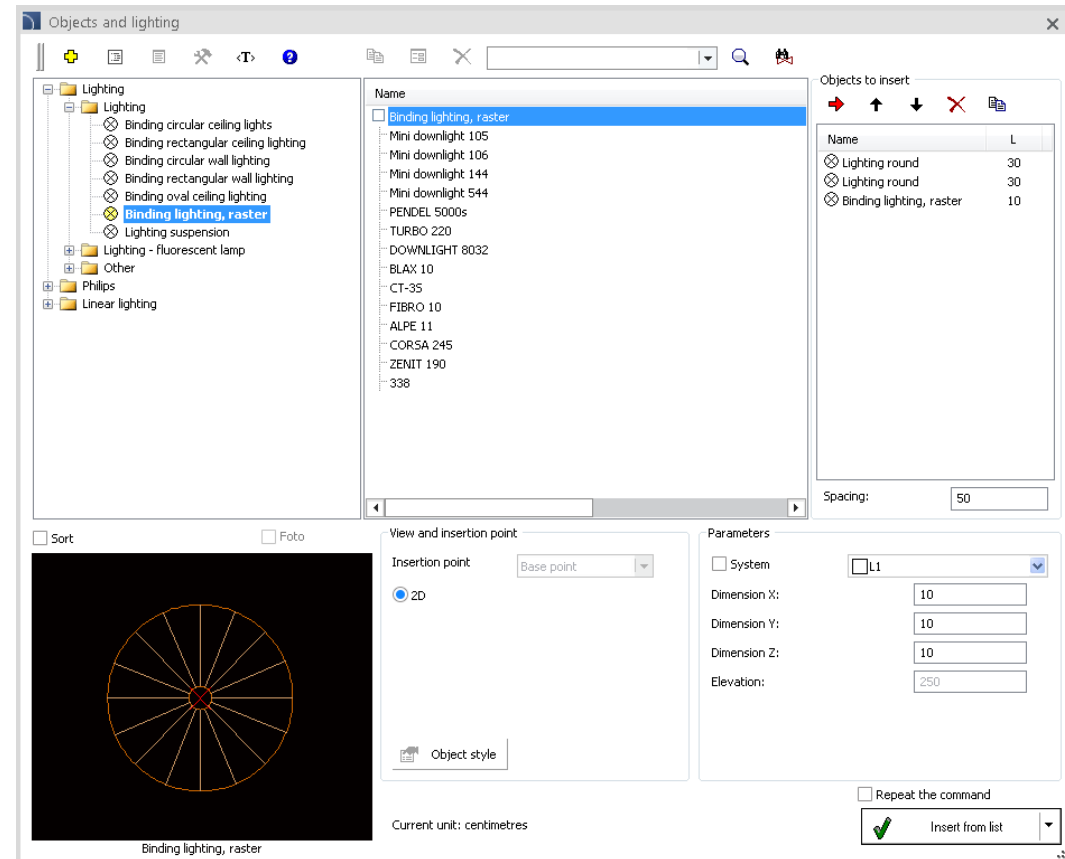 Objects and lighting
‹T›
Lighting
Lighting
Binding circular ceiling lights
Binding rectangular ceiling lighting
Binding circular wall lighting
Binding rectangular wall lighting
Binding oval ceiling lighting
Binding lighting, raster
Lighting suspension
Lighting - fluorescent lamp
Other
Philips
Linear lighting
Name
Binding lighting, raster
Mini downlight 105
Mini downlight 106
Mini downlight 144
Mini downlight 544
PENDEL 5000s
TURBO 220
DOWNLIGHT 8032
BLAX 10
CT-35
FIBRO 10
ALPE 11
CORSA 245
ZENIT 190
338
Objects to insert
Name L
Lighting round 30
Lighting round 30
Binding lighting, raster 10
Spacing: 50
Sort Foto
Binding lighting, raster
View and insertion point
Insertion point Base point
2D
Object style
Current unit: centimetres
Parameters
System L1
Dimension X: 10
Dimension Y: 10
Dimension Z: 10
Elevation: 250
Repeat the command
Insert from list